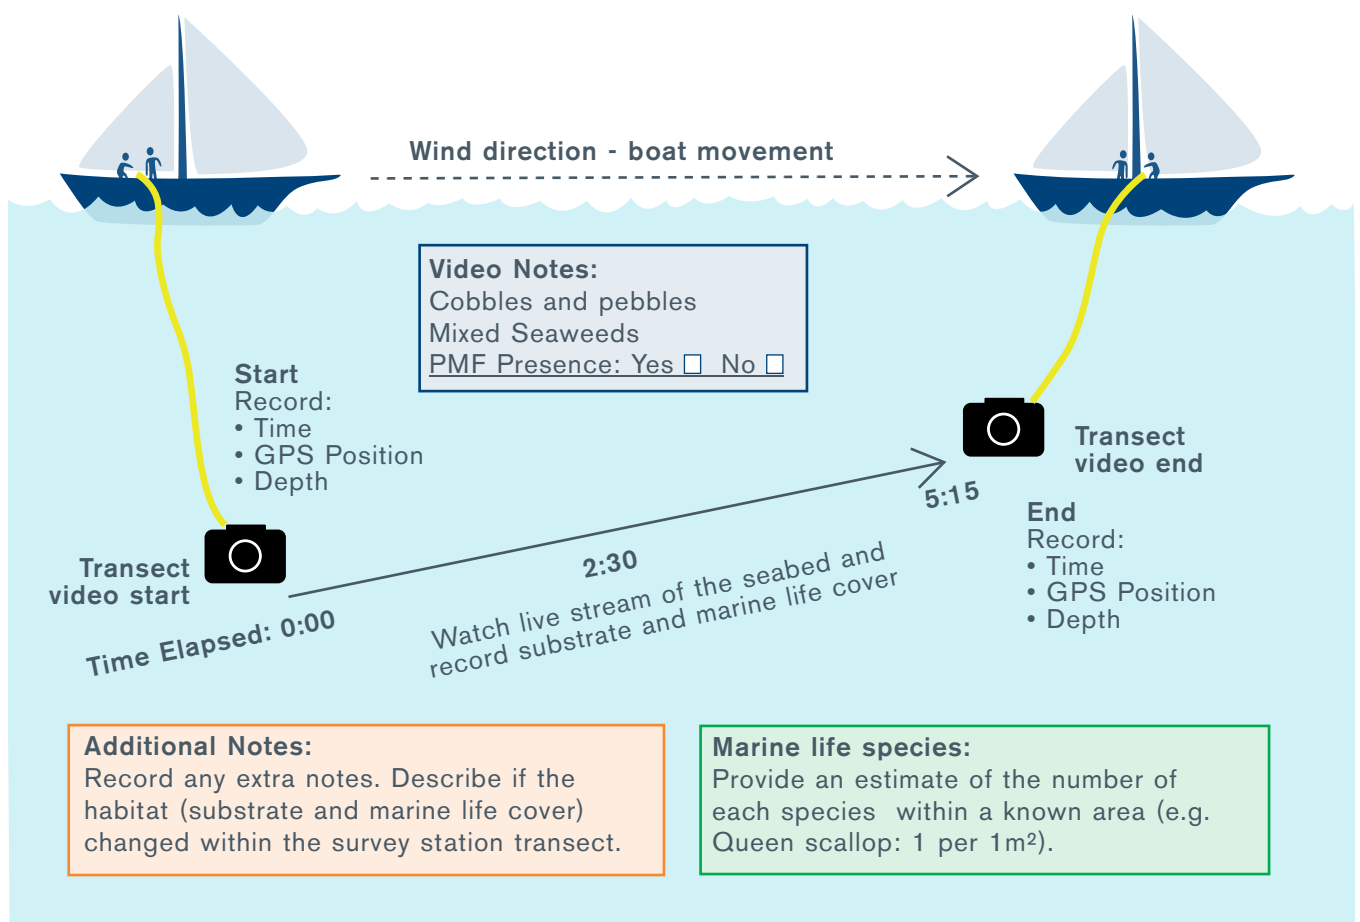 Wind direction - boat movement
Video Notes:
Cobbles and pebbles
Mixed Seaweeds
PMF Presence: Yes ☐ No ☐
Start
Record:
• Time
• GPS Position
• Depth
Transect
video start
Time Elapsed: 0:00
2:30
5:15
Watch live stream of the seabed and
record substrate and marine life cover
Transect
video end
End
Record:
• Time
• GPS Position
• Depth
Additional Notes:
Record any extra notes. Describe if the
habitat (substrate and marine life cover)
changed within the survey station transect.
Marine life species:
Provide an estimate of the number of
each species within a known area (e.g.
Queen scallop: 1 per 1m²).